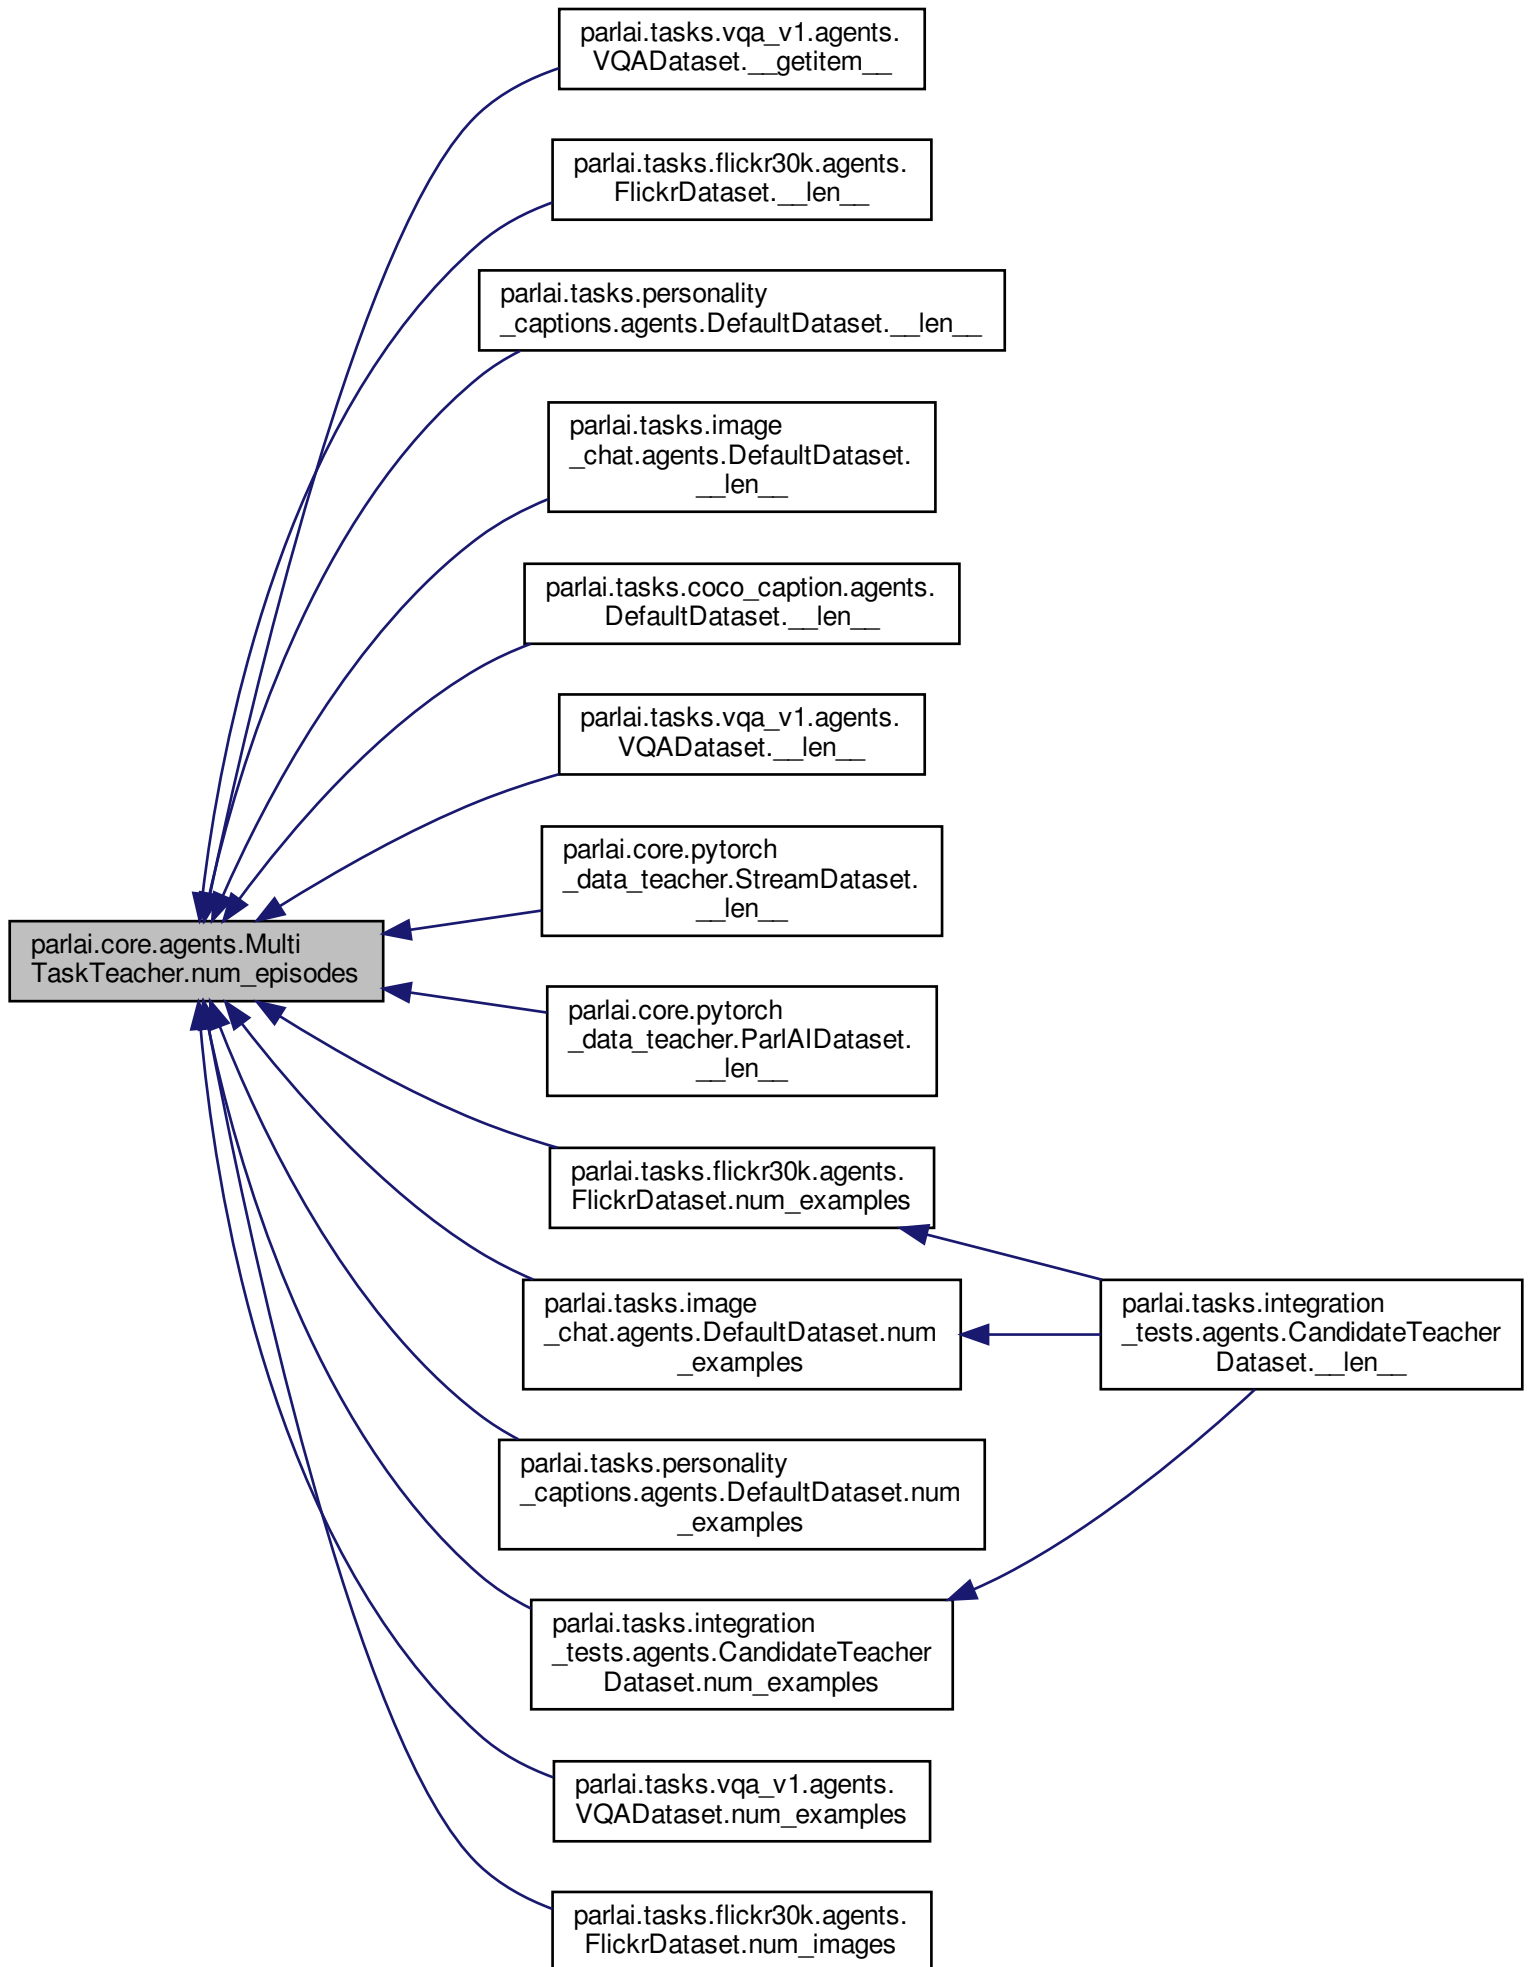 parlai.tasks.vqa_v1.agents.
VQADataset.__getitem__
parlai.tasks.flickr30k.agents.
FlickrDataset.__len__
parlai.tasks.personality
_captions.agents.DefaultDataset.__len__
parlai.tasks.image
_chat.agents.DefaultDataset.
__len__
parlai.tasks.coco_caption.agents.
DefaultDataset.__len__
parlai.tasks.vqa_v1.agents.
VQADataset.__len__
parlai.core.pytorch
_data_teacher.StreamDataset.
__len__
parlai.core.agents.Multi
TaskTeacher.num_episodes
parlai.core.pytorch
_data_teacher.ParlAIDataset.
__len__
parlai.tasks.flickr30k.agents.
FlickrDataset.num_examples
parlai.tasks.image
_chat.agents.DefaultDataset.num
_examples
parlai.tasks.integration
_tests.agents.CandidateTeacher
Dataset.__len__
parlai.tasks.personality
_captions.agents.DefaultDataset.num
_examples
parlai.tasks.integration
_tests.agents.CandidateTeacher
Dataset.num_examples
parlai.tasks.vqa_v1.agents.
VQADataset.num_examples
parlai.tasks.flickr30k.agents.
FlickrDataset.num_images